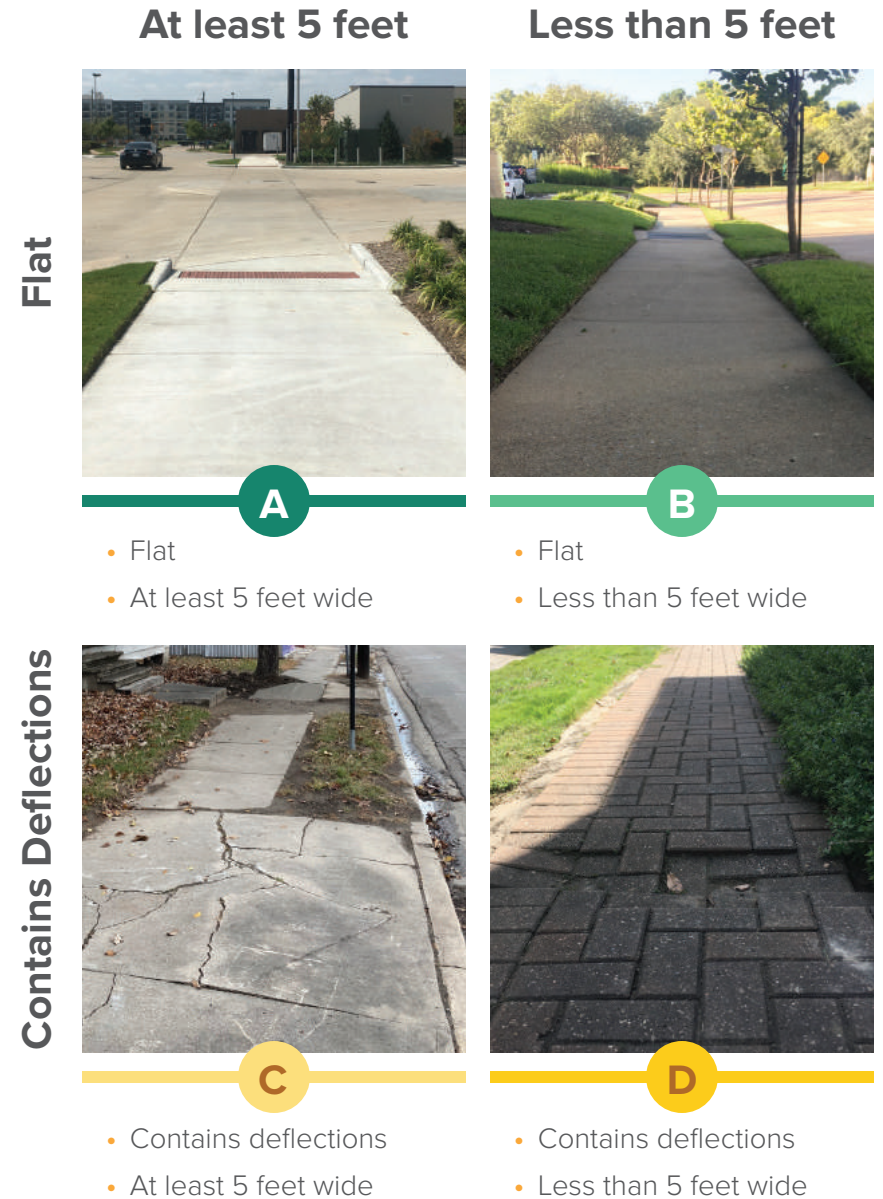 At least 5 feet
Less than 5 feet
Flat
A
B
• Flat
• At least 5 feet wide
• Flat
• Less than 5 feet wide
Contains Deflections
C
D
• Contains deflections
• At least 5 feet wide
• Contains deflections
• Less than 5 feet wide